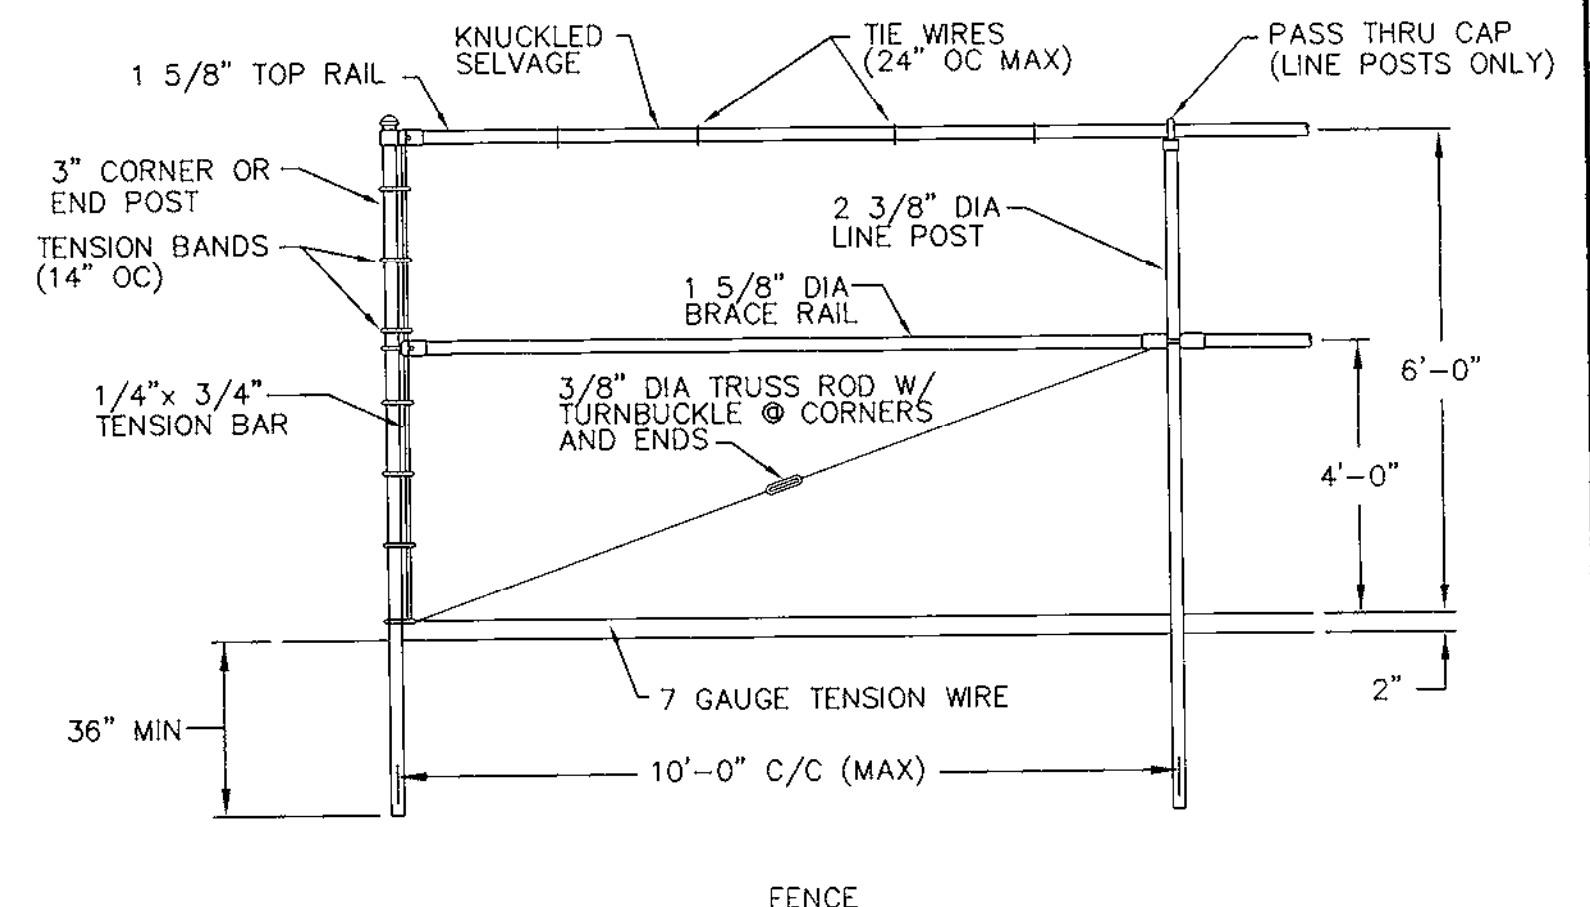 KNUCKLED
SELVAGE
TIE WIRES
(24" OC MAX)
PASS THRU CAP
(LINE POSTS ONLY)
1 5/8" TOP RAIL
3" CORNER OR
END POST
2 3/8" DIA
LINE POST
TENSION BANDS
(14" OC)
1 5/8" DIA
BRACE RAIL
6'-0"
3/8" DIA TRUSS ROD W/
TURNBUCKLE @ CORNERS
AND ENDS
1/4"x 3/4"
TENSION BAR
4'-0"
7 GAUGE TENSION WIRE
2"
36" MIN
10'-0" C/C (MAX)
FENCE